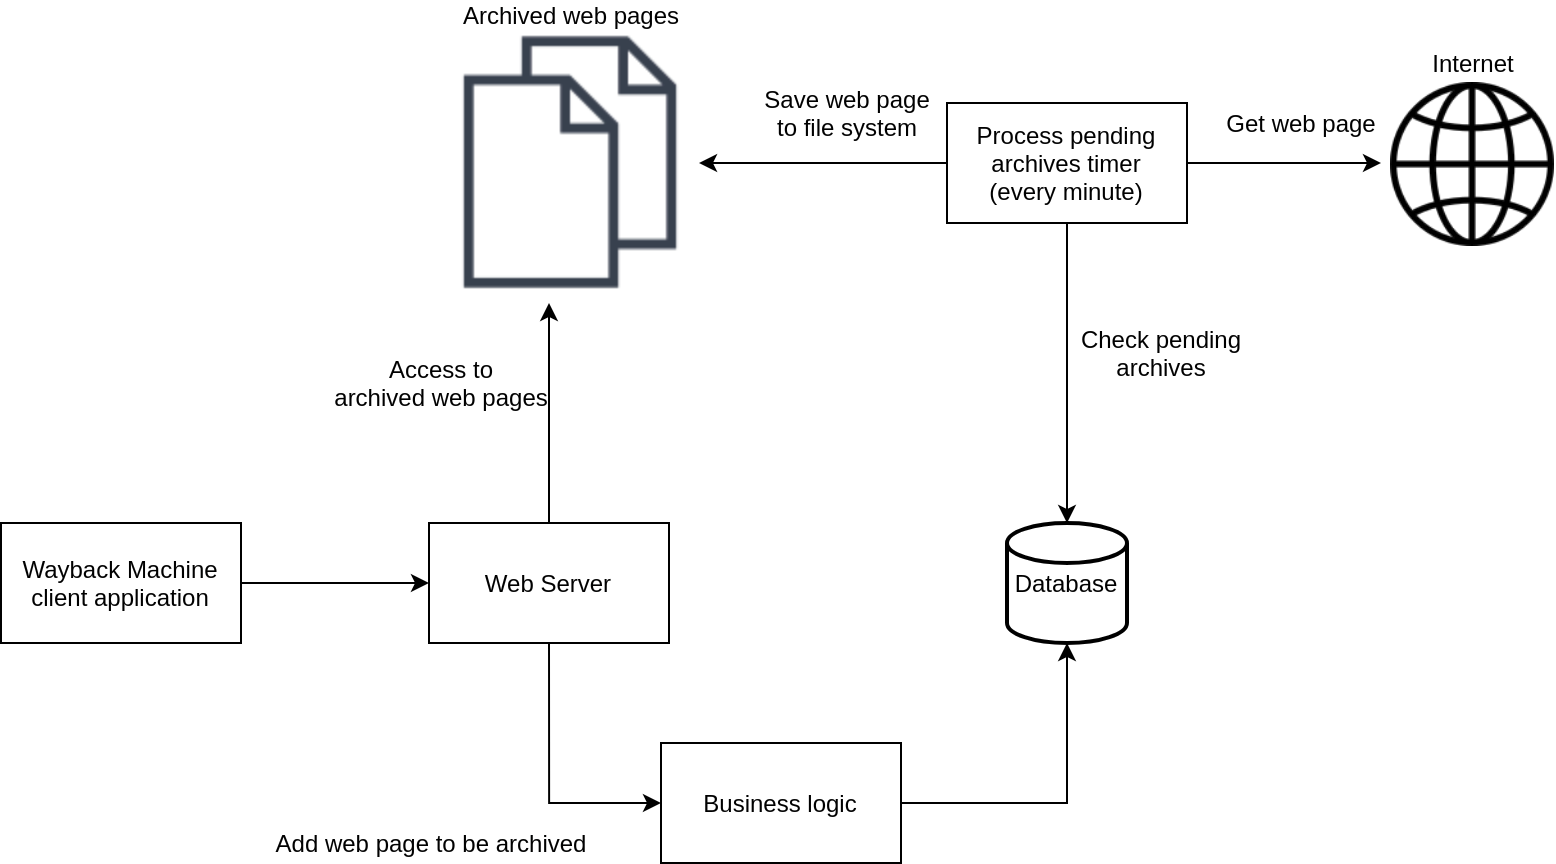 Archived web pages
Internet
Save web page
to file system
Process pending
archives timer
(every minute)
Get web page
Check pending
archives
Access to
archived web pages
Wayback Machine
client application
Web Server
Database
Business logic
Add web page to be archived